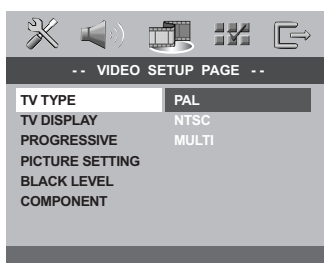 -- VIDEO SETUP PAGE --
TV TYPE PAL
TV DISPLAY NTSC
PROGRESSIVE MULTI
PICTURE SETTING
BLACK LEVEL
COMPONENT